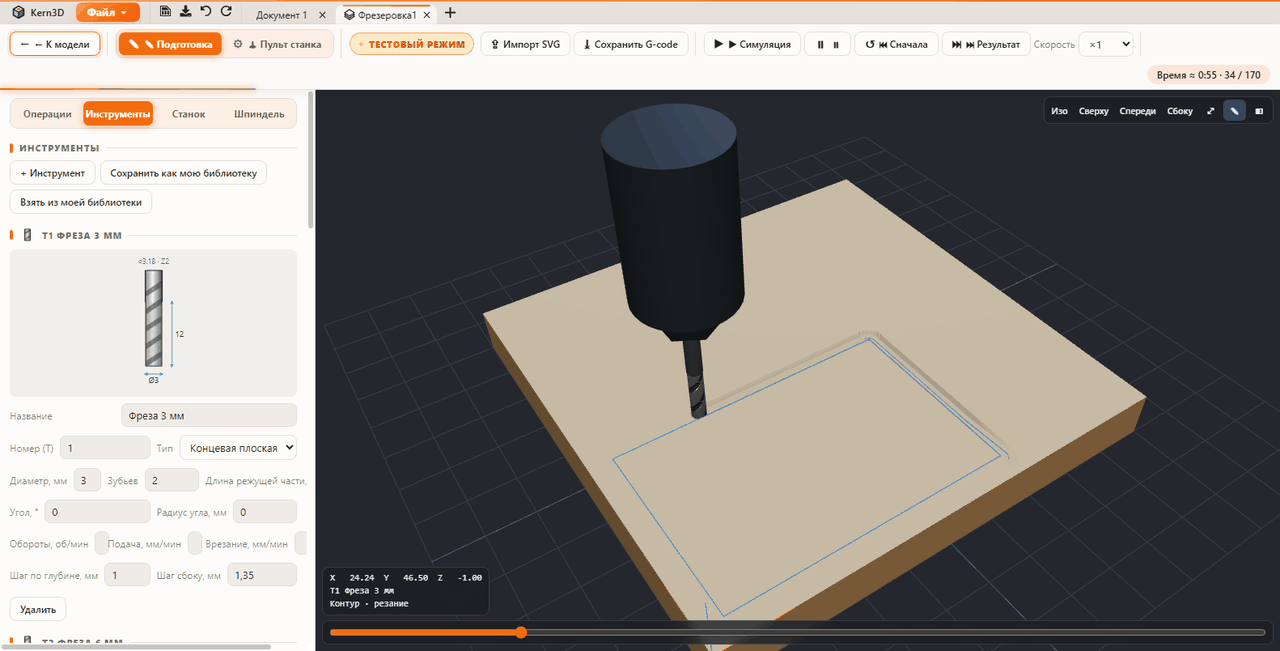 Kern3D Файл Документ 1 × Фрезеровка1 × +
← ← К модели Подготовка Пульт станка ТЕСТОВЫЙ РЕЖИМ Импорт SVG Сохранить G-code ▶ ▶ Симуляция Сначала Результат Скорость ×1
Время ≈ 0:55 · 34 / 170
Операции Инструменты Станок Шпиндель
Изо Сверху Спереди Сбоку
ИНСТРУМЕНТЫ
+ Инструмент Сохранить как мою библиотеку
Взять из моей библиотеки
T1 ФРЕЗА 3 ММ
⌀3.18 · Z2
12
Ø3
Название Фреза 3 мм
Номер (T) 1 Тип Концевая плоская
Диаметр, мм 3 Зубьев 2 Длина режущей части,
Угол, ° 0 Радиус угла, мм 0
Обороты, об/мин Подача, мм/мин Врезание, мм/мин
Шаг по глубине, мм 1 Шаг сбоку, мм 1,35
Удалить
T2 ФРЕЗА 6 ММ
X 24.24 Y 46.50 Z -1.00
T1 Фреза 3 мм
Контур · резание